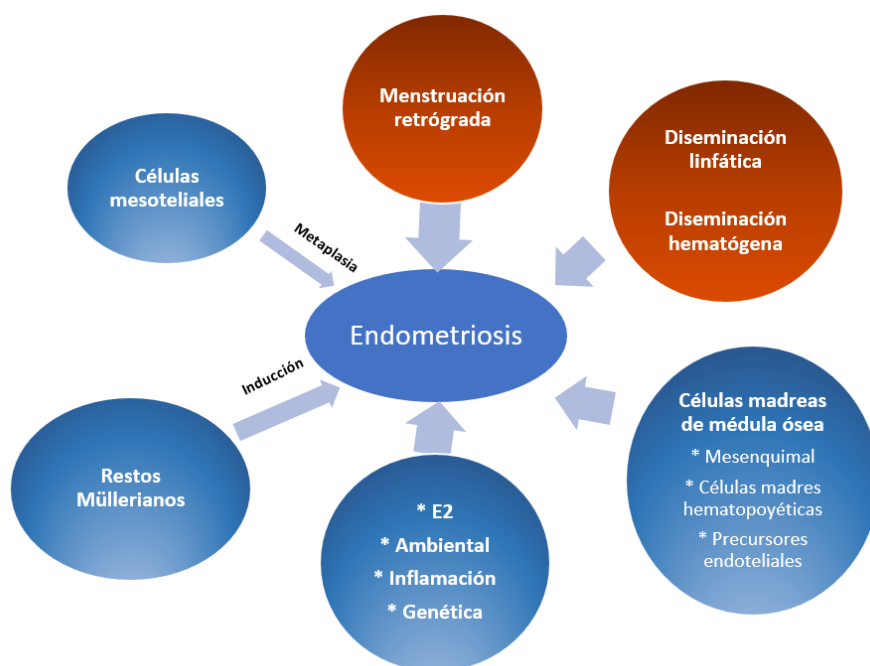 Menstruación
retrógrada
Diseminación
linfática
Diseminación
hematógena
Células
mesoteliales
Metaplasia
Endometriosis
Inducción
Restos
Müllerianos
* E2
* Ambiental
* Inflamación
* Genética
Células madreas
de médula ósea
* Mesenquimal
* Células madres
hematopoyéticas
* Precursores
endoteliales